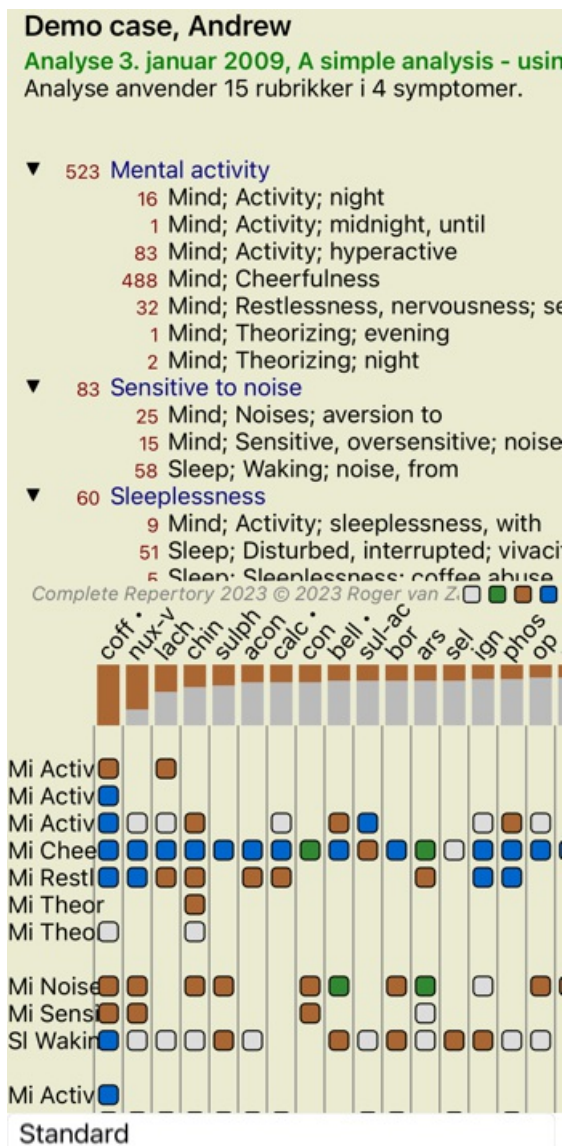 Demo case, Andrew
Analyse 3. januar 2009, A simple analysis - usin
Analyse anvender 15 rubrikker i 4 symptomer.
▼ 523 Mental activity
16 Mind; Activity; night
1 Mind; Activity; midnight, until
83 Mind; Activity; hyperactive
488 Mind; Cheerfulness
32 Mind; Restlessness, nervousness; se
1 Mind; Theorizing; evening
2 Mind; Theorizing; night
▼ 83 Sensitive to noise
25 Mind; Noises; aversion to
15 Mind; Sensitive, oversensitive; noise
58 Sleep; Waking; noise, from
▼ 60 Sleeplessness
9 Mind; Activity; sleeplessness, with
51 Sleep; Disturbed, interrupted; vivaci
5 Sleep; Sleeplessness; coffee abuse
Complete Repertory 2023 © 2023 Roger van Z
coff • nux-v lach chin sulph acon calc • con bell • sul-ac bor ars sel ign phos op
Mi Activ
Mi Activ
Mi Activ
Mi Chee
Mi Restl
Mi Theor
Mi Theo
Mi Noise
Mi Sensi
Sl Wakin
Mi Activ
Standard